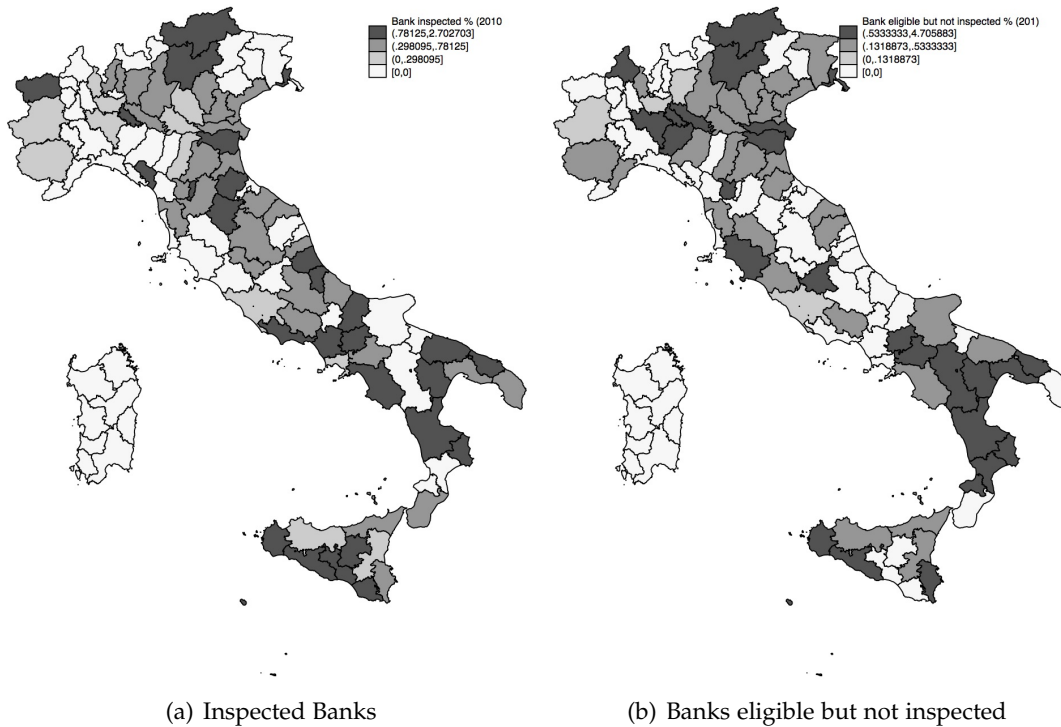 Bank inspected % (2010
(.78125,2.702703]
(.298095,.78125]
(0,.298095]
[0,0]
Bank eligible but not inspected % (201)
(.5333333,4.705883]
(.1318873,.5333333]
(0,.1318873]
[0,0]
(a) Inspected Banks
(b) Banks eligible but not inspected